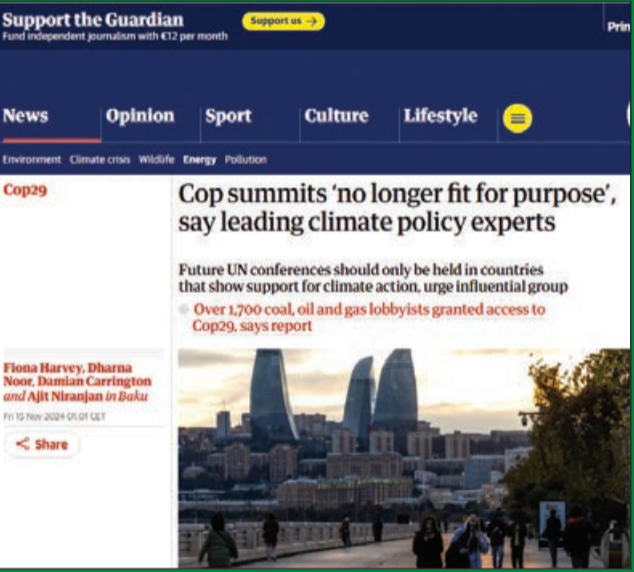 Support the Guardian
Fund independent journalism with €12 per month
Support us →
Prin
News
Opinion
Sport
Culture
Lifestyle
Environment Climate crisis Wildlife Energy Pollution
Cop29
Cop summits ‘no longer fit for purpose’,
say leading climate policy experts
Future UN conferences should only be held in countries
that show support for climate action, urge influential group
Over 1,700 coal, oil and gas lobbyists granted access to
Cop29, says report
Fiona Harvey, Dharna
Noor, Damian Carrington
and Ajit Niranjan in Baku
Fri 15 Nov 2024 01.01 CET
Share